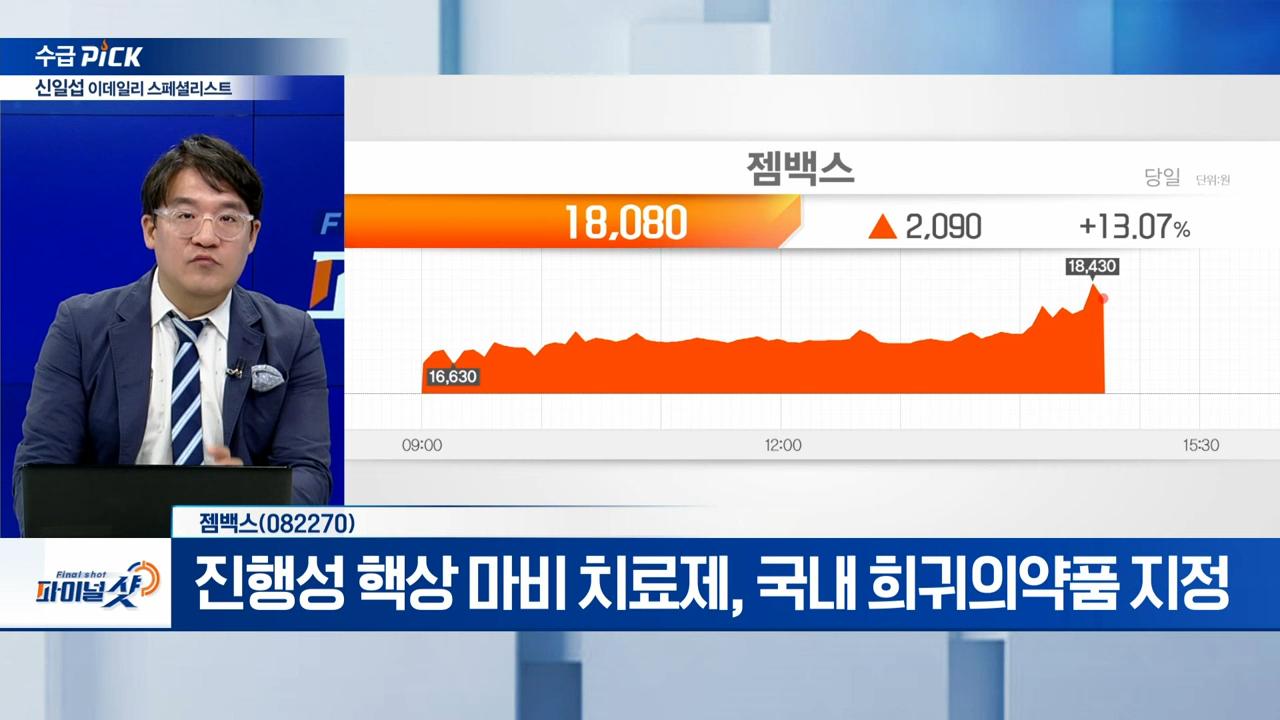 수급 PICK
신일섭 이데일리 스페셜리스트
F
젬백스
당일 단위:원
18,080 ▲ 2,090 +13.07%
18,430
16,630
09:00 12:00 15:30
젬백스(082270)
Final shot
파이널샷
진행성 핵상 마비 치료제, 국내 희귀의약품 지정